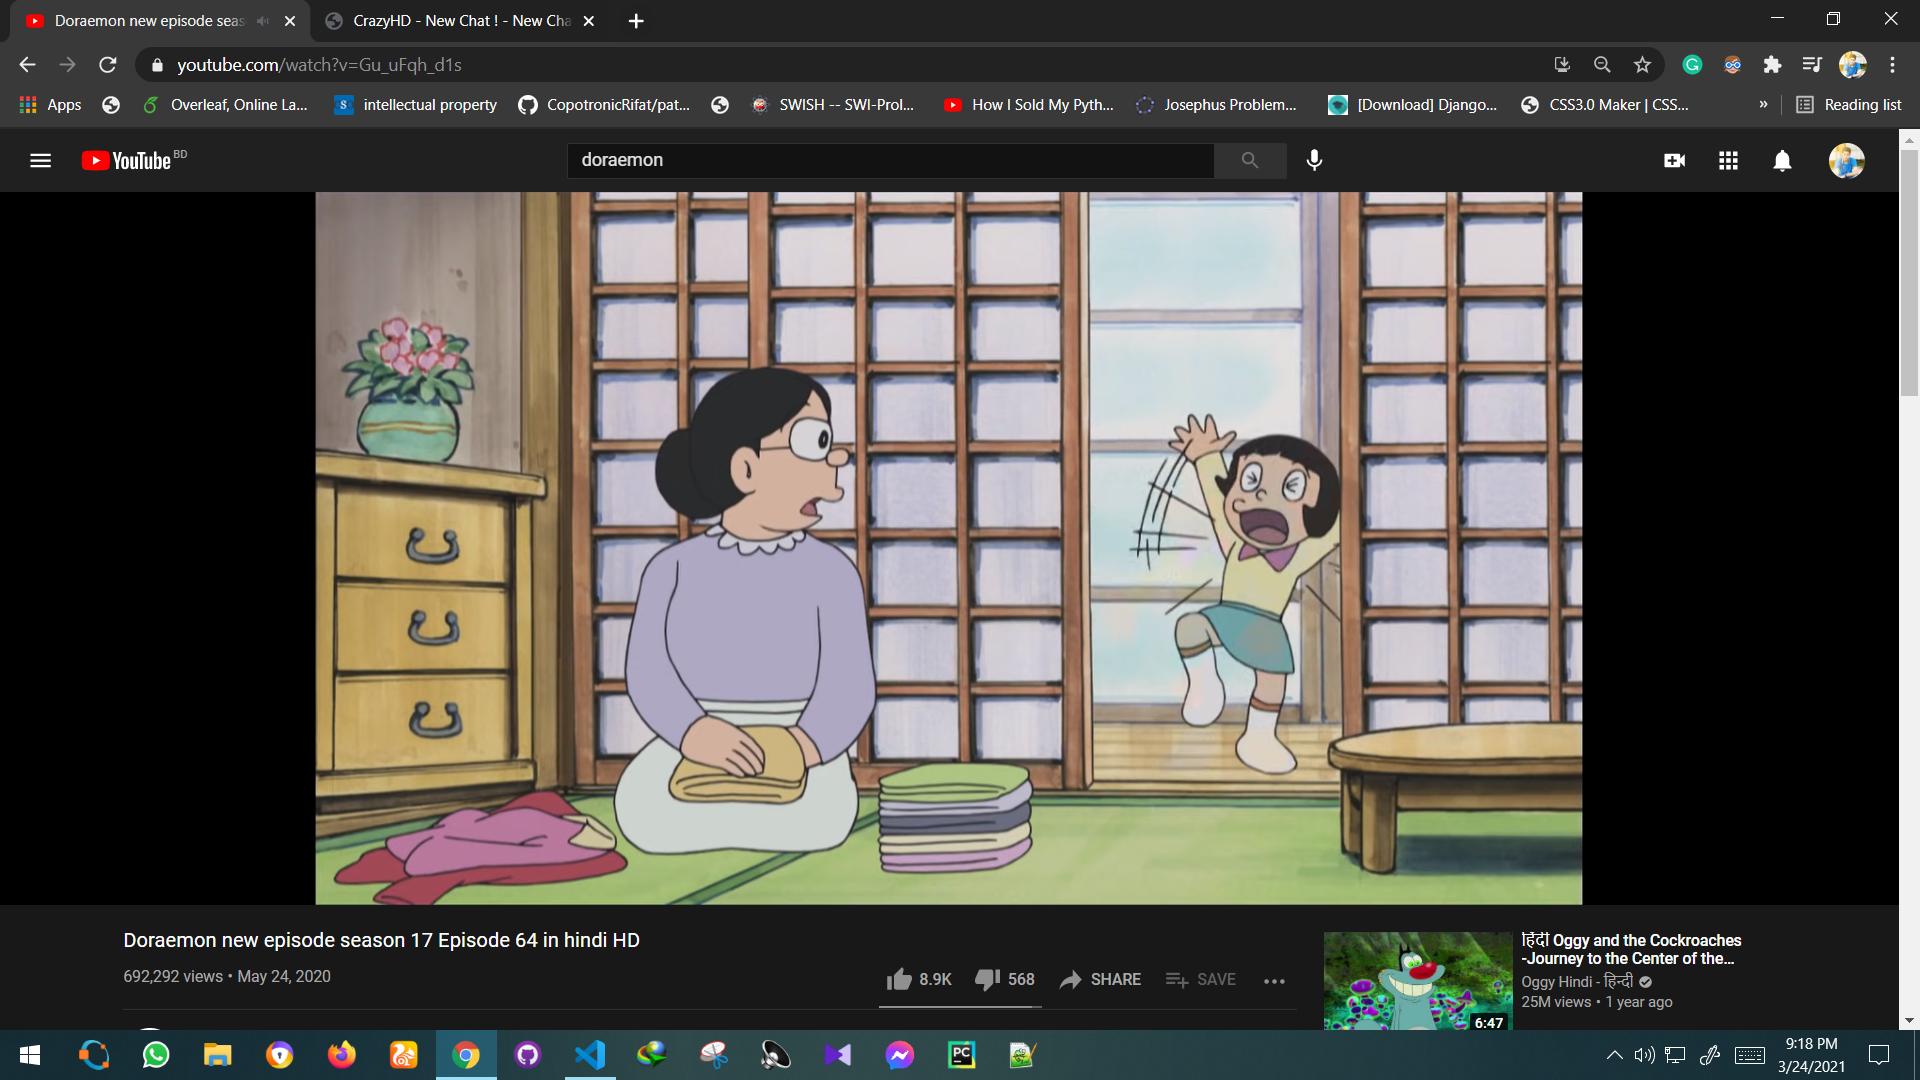 Doraemon new episode seas
CrazyHD - New Chat ! - New Cha
youtube.com/watch?v=Gu_uFqh_d1s
Apps
Overleaf, Online La...
intellectual property
CopotronicRifat/pat...
SWISH -- SWI-Prol...
How I Sold My Pyth...
Josephus Problem...
[Download] Django...
CSS3.0 Maker | CSS...
»
Reading list
YouTube BD
doraemon
Doraemon new episode season 17 Episode 64 in hindi HD
692,292 views • May 24, 2020
8.9K
568
SHARE
SAVE
हिंदी Oggy and the Cockroaches
-Journey to the Center of the...
Oggy Hindi - हिन्दी
25M views • 1 year ago
6:47
PC
9:18 PM
3/24/2021